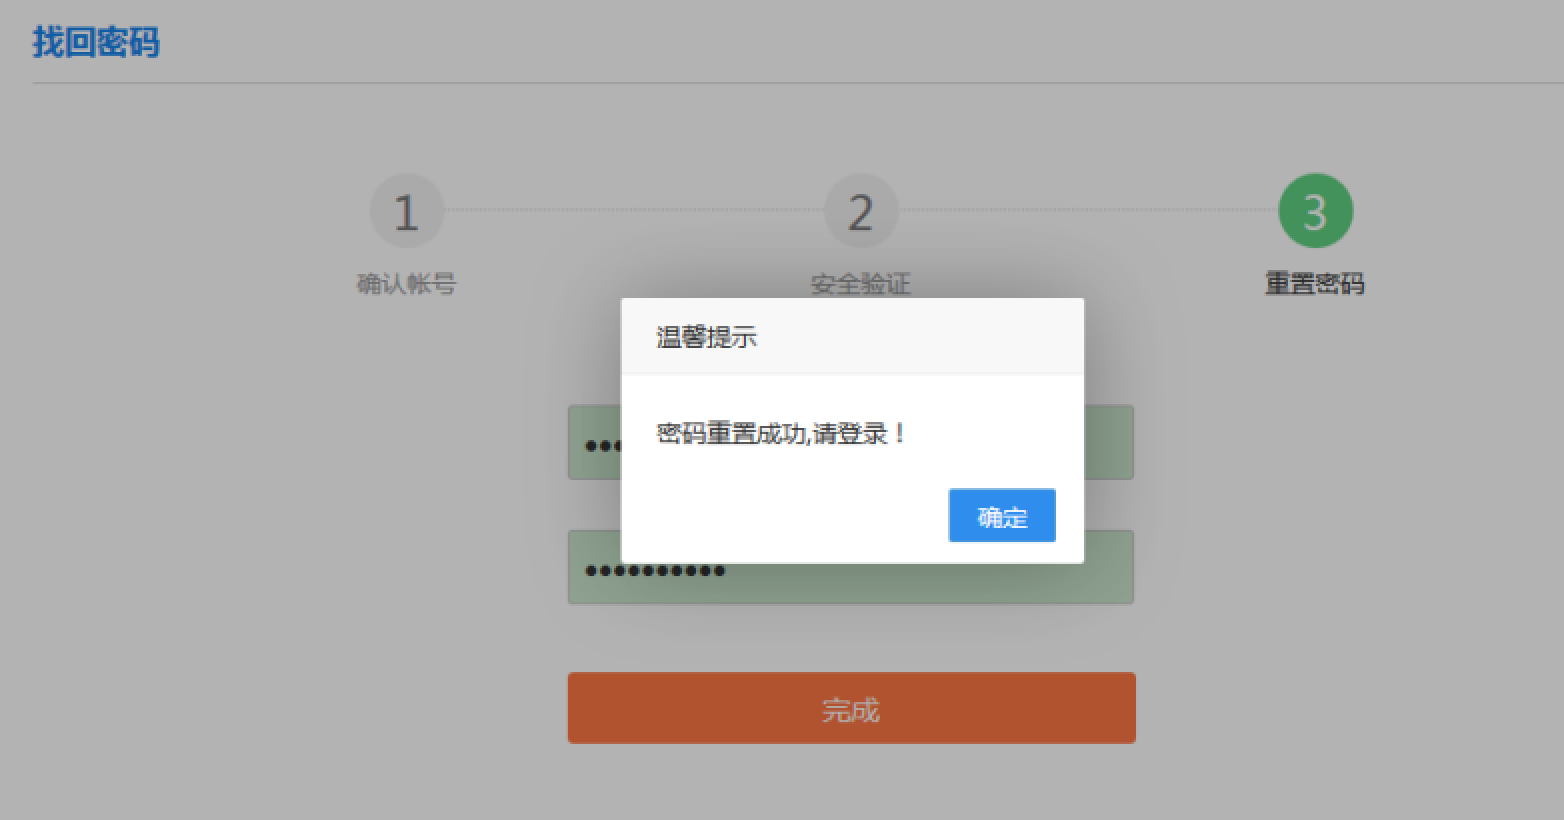 找回密码
1
2
3
确认帐号
安全验证
重置密码
温馨提示
密码重置成功,请登录！
确定
完成